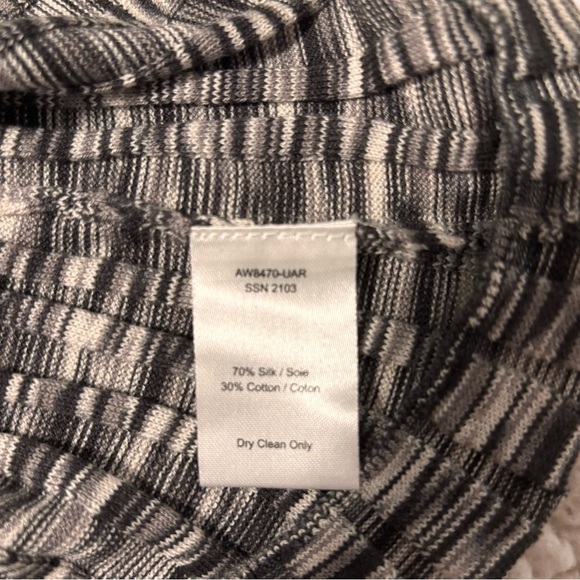 AW8470-UAR
SSN 2103
70% Silk / Soie
30% Cotton / Coton
Dry Clean Only